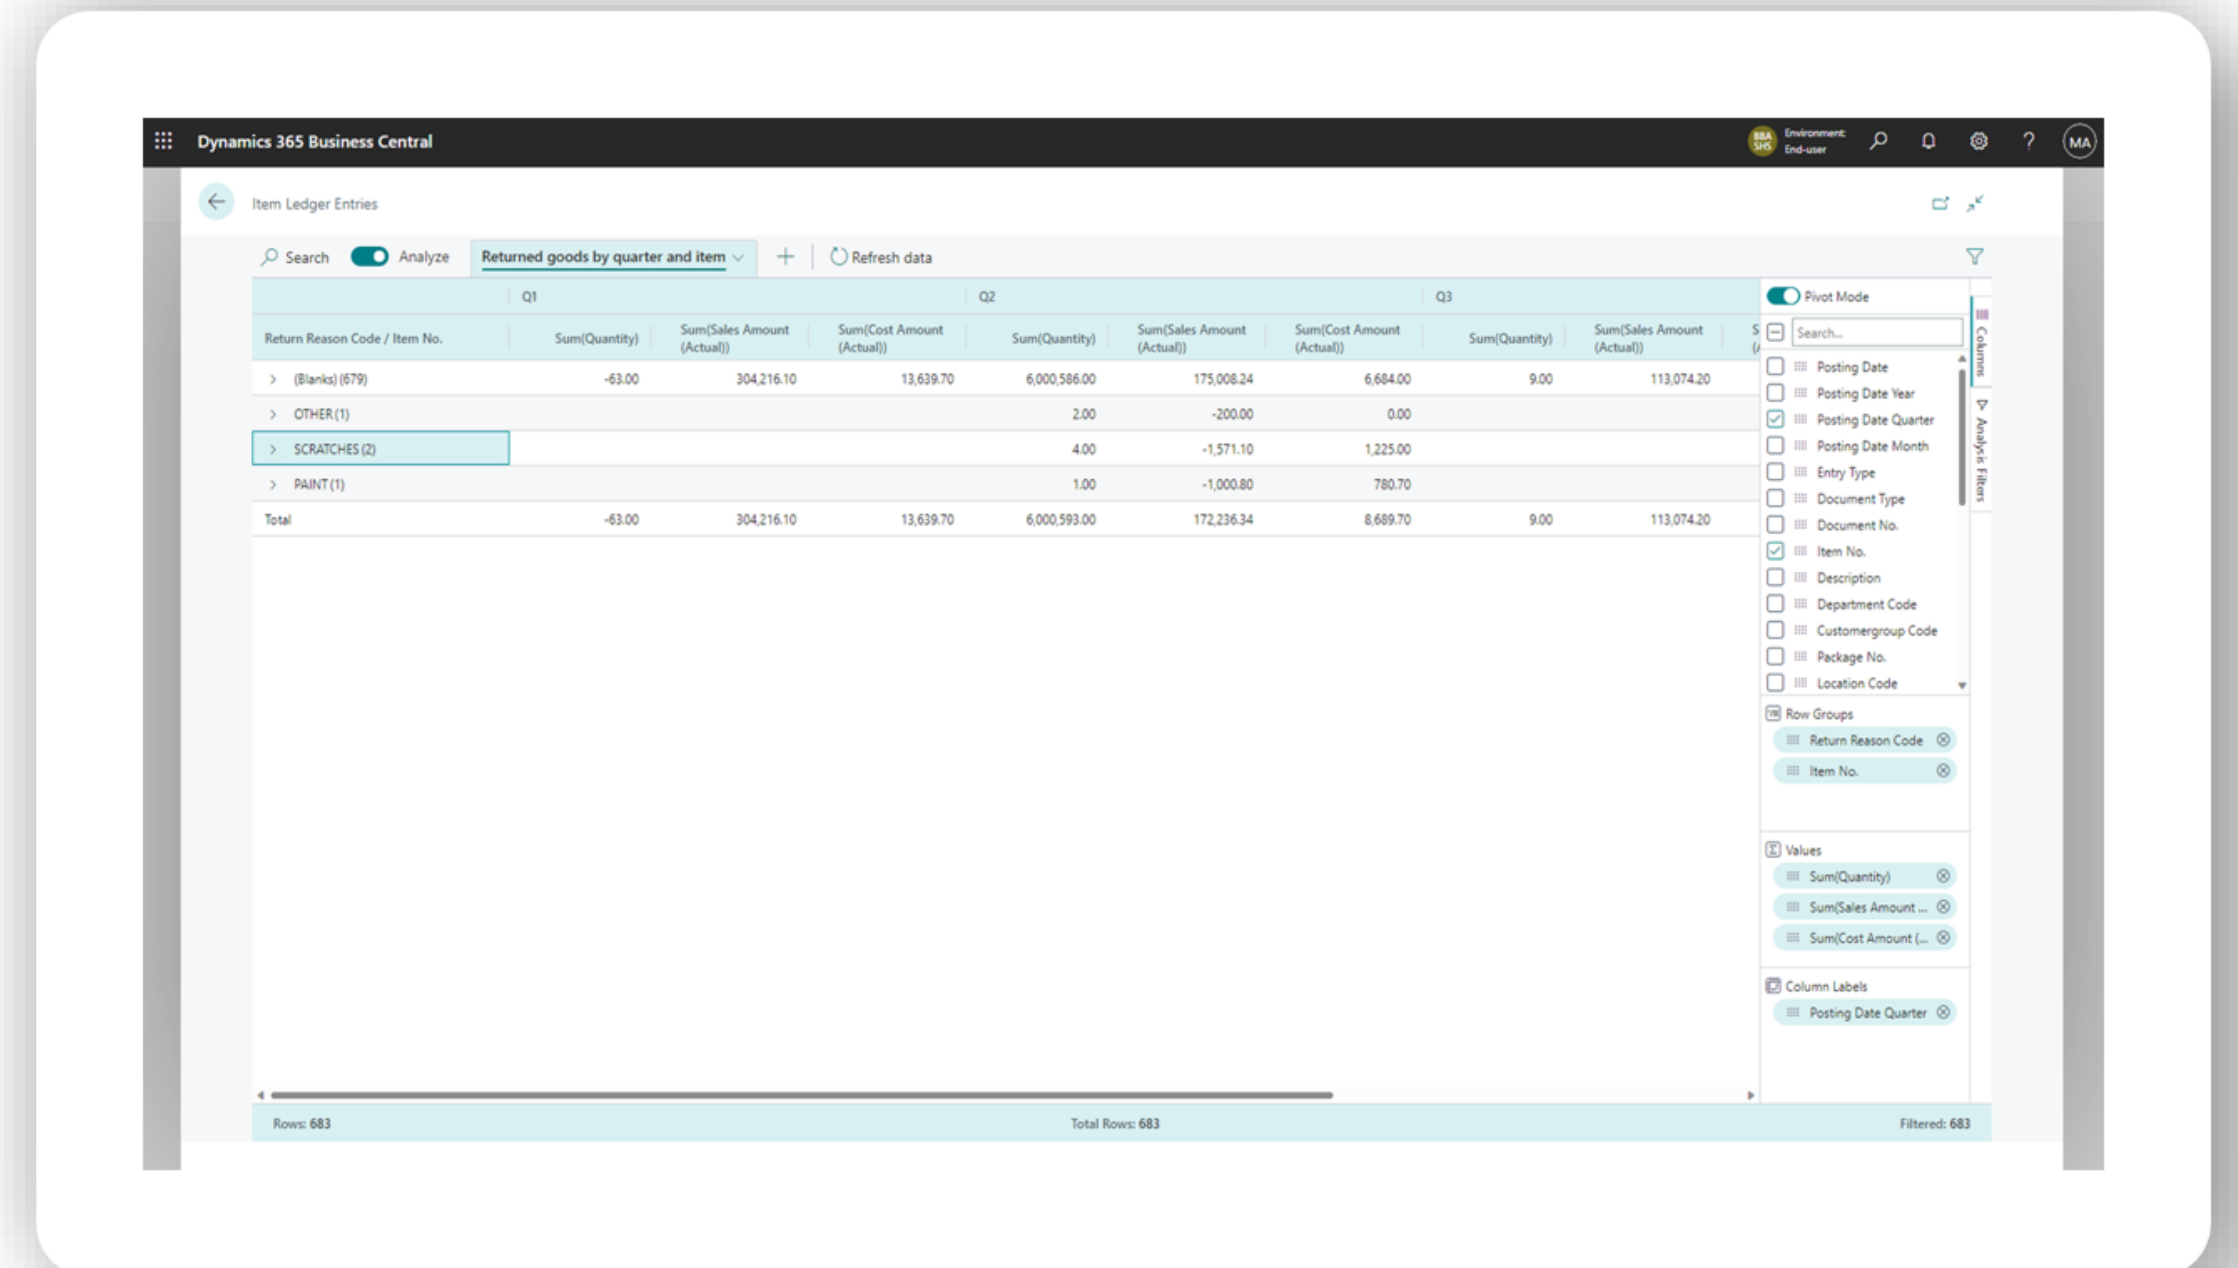 Dynamics 365 Business Central
BBA
SHS
Environment:
End-user
?
MA
Item Ledger Entries
Search
Analyze
Returned goods by quarter and item
Refresh data
Q1 Q2 Q3
Return Reason Code / Item No. Sum(Quantity) Sum(Sales Amount (Actual)) Sum(Cost Amount (Actual)) Sum(Quantity) Sum(Sales Amount (Actual)) Sum(Cost Amount (Actual)) Sum(Quantity) Sum(Sales Amount (Actual))
(Blanks) (679) -63.00 304,216.10 13,639.70 6,000,586.00 175,008.24 6,684.00 9.00 113,074.20
OTHER (1) 2.00 -200.00 0.00
SCRATCHES (2) 4.00 -1,571.10 1,225.00
PAINT (1) 1.00 -1,000.80 780.70
Total -63.00 304,216.10 13,639.70 6,000,593.00 172,236.34 8,689.70 9.00 113,074.20
Pivot Mode
Search...
Posting Date
Posting Date Year
Posting Date Quarter
Posting Date Month
Entry Type
Document Type
Document No.
Item No.
Description
Department Code
Customergroup Code
Package No.
Location Code
Row Groups
Return Reason Code
Item No.
Values
Sum(Quantity)
Sum(Sales Amount ...
Sum(Cost Amount (...
Column Labels
Posting Date Quarter
Columns
Analysis Filters
Rows: 683
Total Rows: 683
Filtered: 683